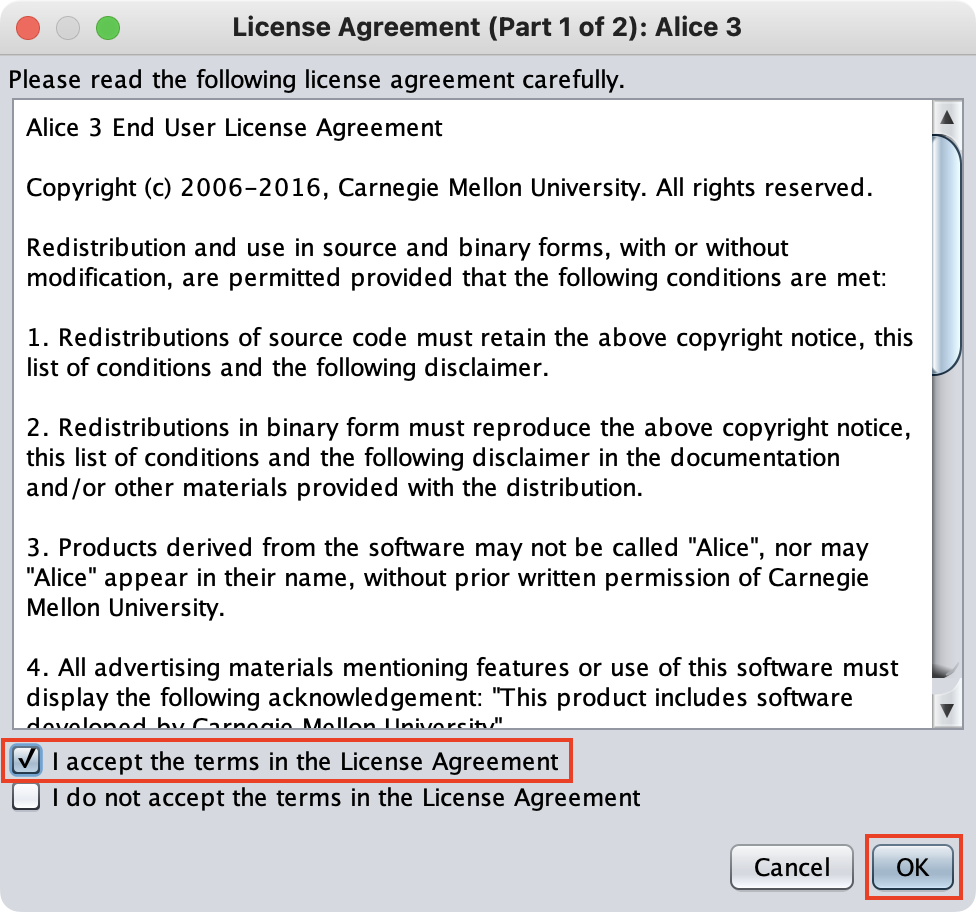 License Agreement (Part 1 of 2): Alice 3
Please read the following license agreement carefully.
Alice 3 End User License Agreement
Copyright (c) 2006-2016, Carnegie Mellon University. All rights reserved.
Redistribution and use in source and binary forms, with or without
modification, are permitted provided that the following conditions are met:
1. Redistributions of source code must retain the above copyright notice, this
list of conditions and the following disclaimer.
2. Redistributions in binary form must reproduce the above copyright notice,
this list of conditions and the following disclaimer in the documentation
and/or other materials provided with the distribution.
3. Products derived from the software may not be called "Alice", nor may
"Alice" appear in their name, without prior written permission of Carnegie
Mellon University.
4. All advertising materials mentioning features or use of this software must
display the following acknowledgement: "This product includes software
developed by Carnegie Mellon University"
I accept the terms in the License Agreement
I do not accept the terms in the License Agreement
Cancel
OK